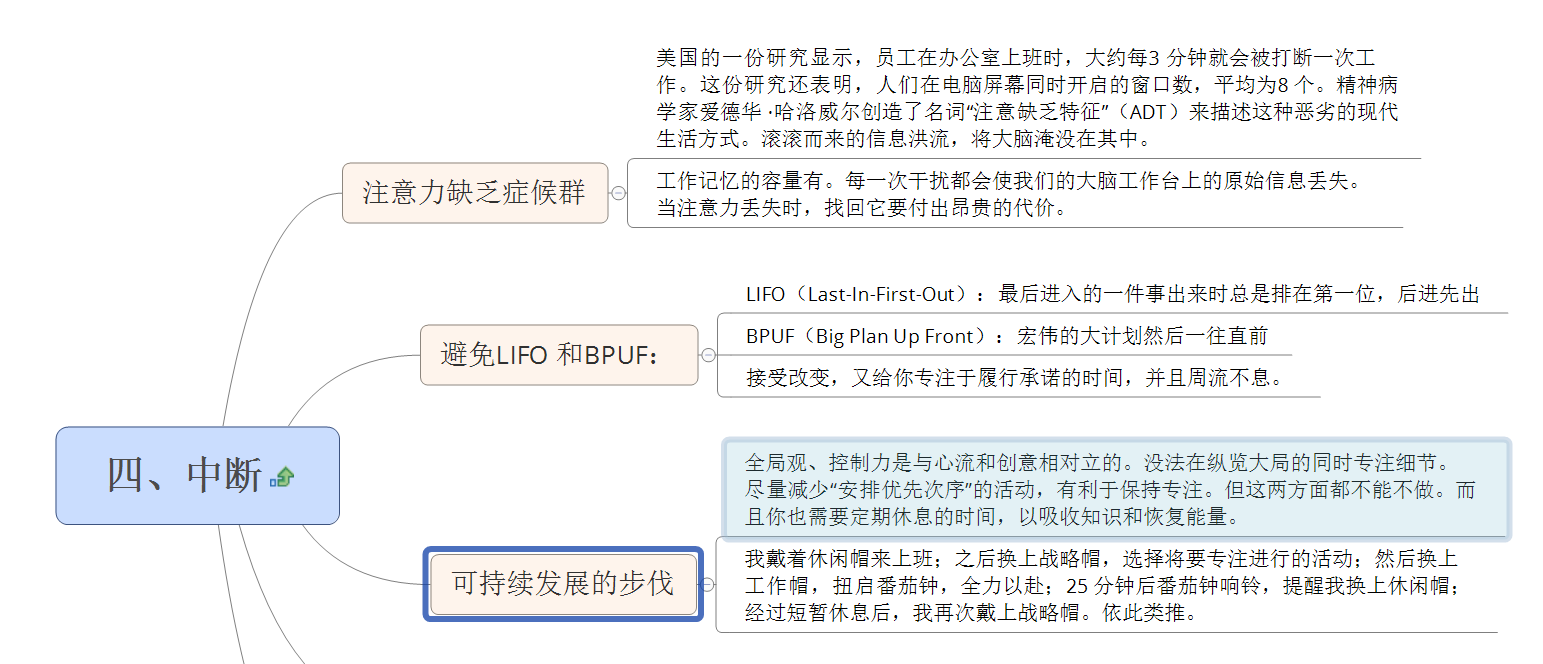 美国的一份研究显示，员工在办公室上班时，大约每3 分钟就会被打断一次工
作。这份研究还表明，人们在电脑屏幕同时开启的窗口数，平均为8 个。精神病
学家爱德华 ·哈洛威尔创造了名词“注意缺乏特征”（ADT）来描述这种恶劣的现代
生活方式。滚滚而来的信息洪流，将大脑淹没在其中。
注意力缺乏症候群
工作记忆的容量有。每一次干扰都会使我们的大脑工作台上的原始信息丢失。
当注意力丢失时，找回它要付出昂贵的代价。
LIFO（Last-In-First-Out）：最后进入的一件事出来时总是排在第一位，后进先出
避免LIFO 和BPUF：
BPUF（Big Plan Up Front）：宏伟的大计划然后一往直前
接受改变，又给你专注于履行承诺的时间，并且周流不息。
四、中断
全局观、控制力是与心流和创意相对立的。没法在纵览大局的同时专注细节。
尽量减少“安排优先次序”的活动，有利于保持专注。但这两方面都不能不做。而
且你也需要定期休息的时间，以吸收知识和恢复能量。
可持续发展的步伐
我戴着休闲帽来上班；之后换上战略帽，选择将要专注进行的活动；然后换上
工作帽，扭启番茄钟，全力以赴；25 分钟后番茄钟响铃，提醒我换上休闲帽；
经过短暂休息后，我再次戴上战略帽。依此类推。